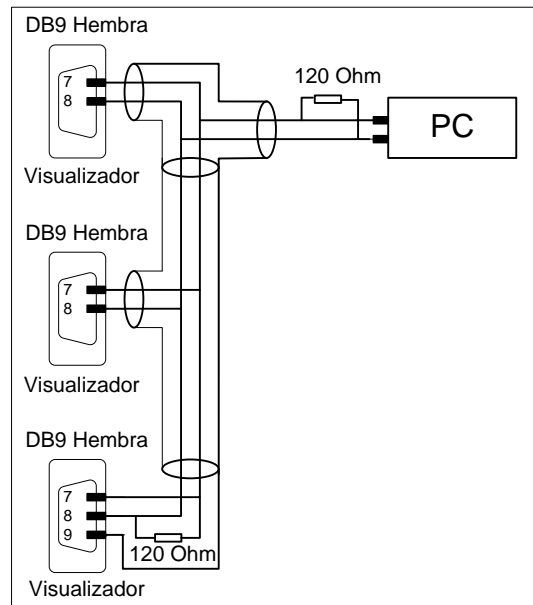 DB9 Hembra
7
8
Visualizador
120 Ohm
PC
DB9 Hembra
7
8
Visualizador
DB9 Hembra
7
8
9
120 Ohm
Visualizador